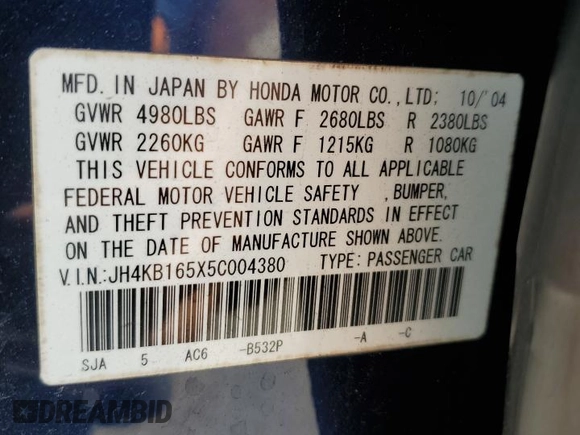 MFD. IN JAPAN BY HONDA MOTOR CO.,LTD; 10/'04
GVWR 4980LBS GAWR F 2680LBS R 2380LBS
GVWR 2260KG GAWR F 1215KG R 1080KG
THIS VEHICLE CONFORMS TO ALL APPLICABLE
FEDERAL MOTOR VEHICLE SAFETY ,BUMPER,
AND THEFT PREVENTION STANDARDS IN EFFECT
ON THE DATE OF MANUFACTURE SHOWN ABOVE.
V.I.N:JH4KB165X5C004380 TYPE:PASSENGER CAR
SJA 5 AC6 -B532P -A -C
DREAMBID